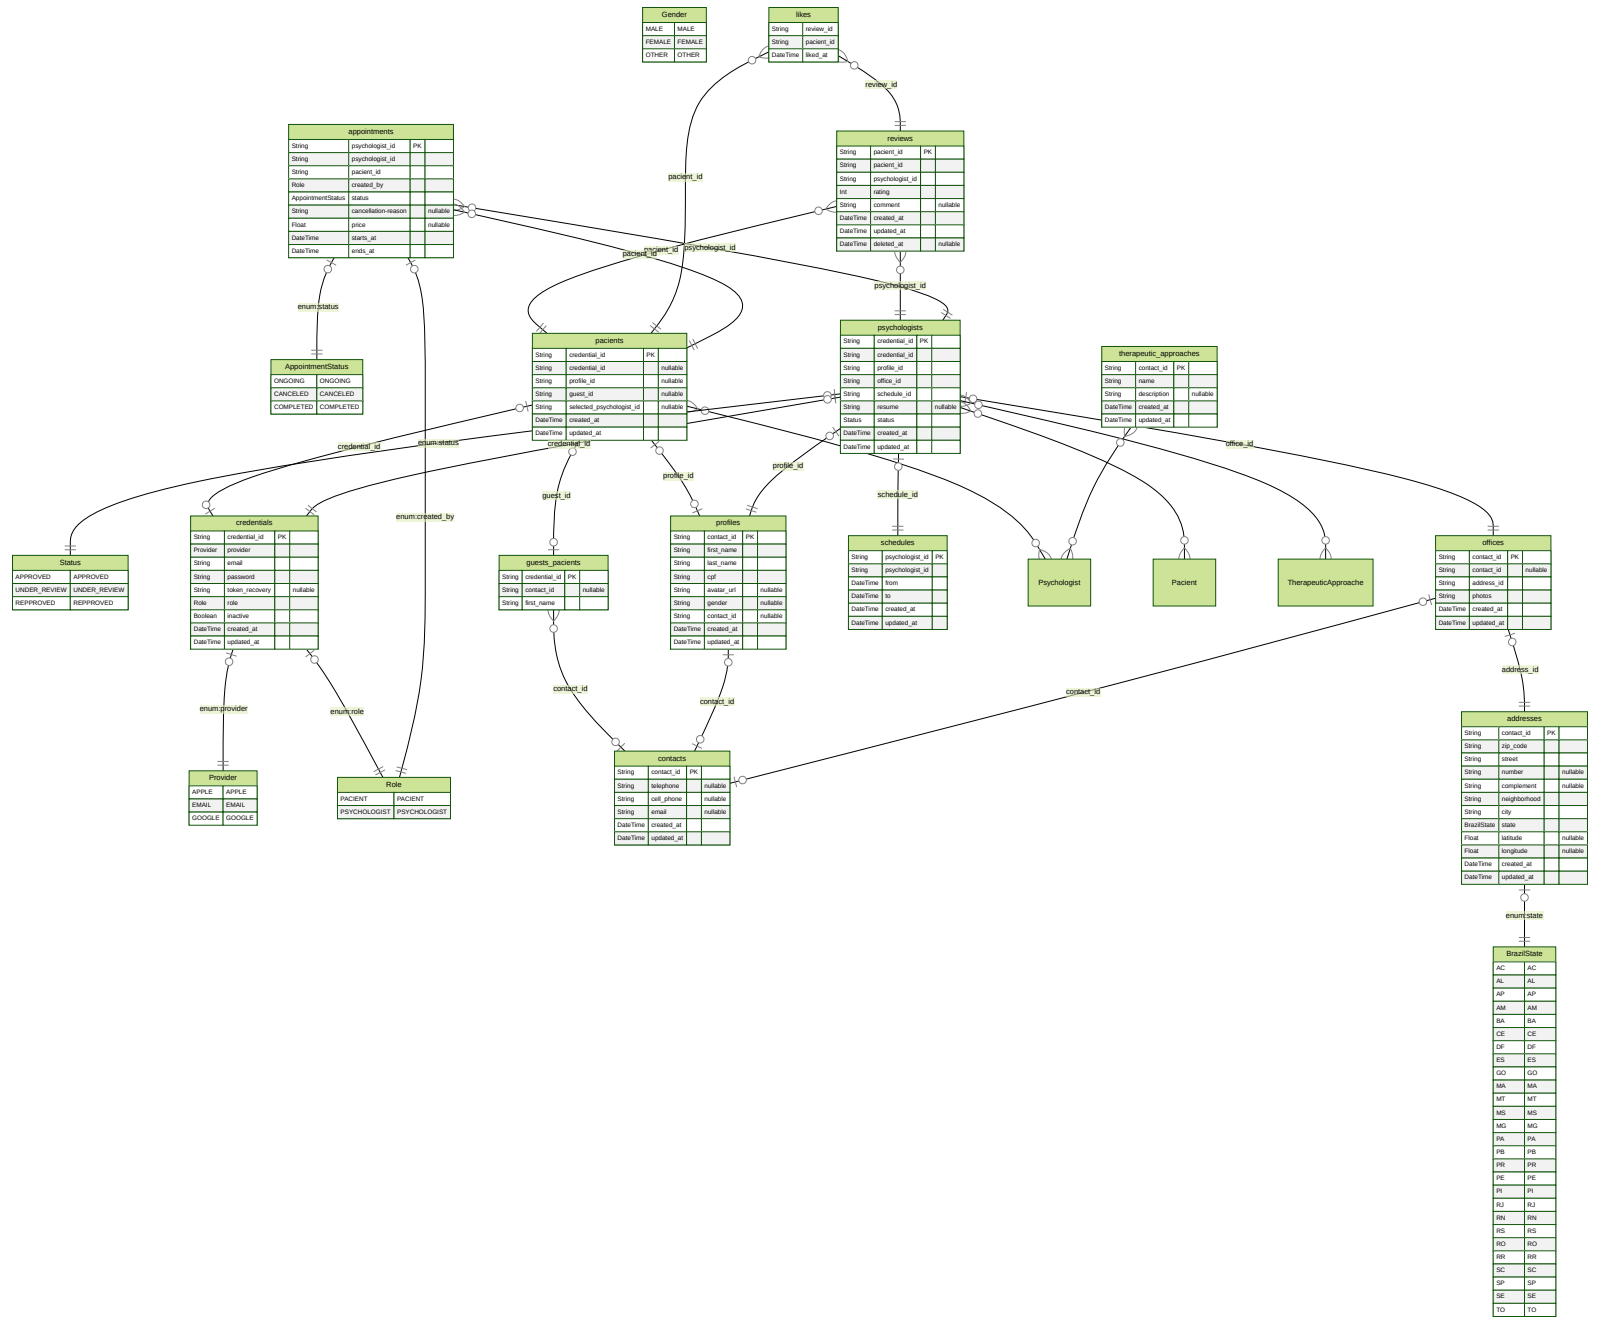 Gender
MALE MALE
FEMALE FEMALE
OTHER OTHER
likes
String review_id
String pacient_id
DateTime liked_at
review_id
pacient_id
appointments
String psychologist_id PK
String psychologist_id
String pacient_id
Role created_by
AppointmentStatus status
String cancellation-reason nullable
Float price nullable
DateTime starts_at
DateTime ends_at
reviews
String pacient_id PK
String pacient_id
String psychologist_id
Int rating
String comment nullable
DateTime created_at
DateTime updated_at
DateTime deleted_at nullable
pacient_id
pacient_id
psychologist_id
psychologist_id
enum:status
AppointmentStatus
ONGOING ONGOING
CANCELED CANCELED
COMPLETED COMPLETED
pacients
String credential_id PK
String credential_id nullable
String profile_id nullable
String guest_id nullable
String selected_psychologist_id nullable
DateTime created_at
DateTime updated_at
psychologists
String credential_id PK
String credential_id
String profile_id
String office_id
String schedule_id
String resume nullable
Status status
DateTime created_at
DateTime updated_at
therapeutic_approaches
String contact_id PK
String name
String description nullable
DateTime created_at
DateTime updated_at
credential_id
enum:status
credential_id
office_id
profile_id
profile_id
guest_id
schedule_id
enum:created_by
Status
APPROVED APPROVED
UNDER_REVIEW UNDER_REVIEW
REPPROVED REPPROVED
credentials
String credential_id PK
Provider provider
String email
String password
String token_recovery nullable
Role role
Boolean inactive
DateTime created_at
DateTime updated_at
guests_pacients
String credential_id PK
String contact_id nullable
String first_name
profiles
String contact_id PK
String first_name
String last_name
String cpf
String avatar_url nullable
String gender nullable
String contact_id nullable
DateTime created_at
DateTime updated_at
schedules
String psychologist_id PK
String psychologist_id
DateTime from
DateTime to
DateTime created_at
DateTime updated_at
Psychologist
Pacient
TherapeuticApproache
offices
String contact_id PK
String contact_id nullable
String address_id
String photos
DateTime created_at
DateTime updated_at
enum:provider
enum:role
contact_id
contact_id
contact_id
address_id
Provider
APPLE APPLE
EMAIL EMAIL
GOOGLE GOOGLE
Role
PACIENT PACIENT
PSYCHOLOGIST PSYCHOLOGIST
contacts
String contact_id PK
String telephone nullable
String cell_phone nullable
String email nullable
DateTime created_at
DateTime updated_at
addresses
String contact_id PK
String zip_code
String street
String number nullable
String complement nullable
String neighborhood
String city
BrazilState state
Float latitude nullable
Float longitude nullable
DateTime created_at
DateTime updated_at
enum:state
BrazilState
AC AC
AL AL
AP AP
AM AM
BA BA
CE CE
DF DF
ES ES
GO GO
MA MA
MT MT
MS MS
MG MG
PA PA
PB PB
PR PR
PE PE
PI PI
RJ RJ
RN RN
RS RS
RO RO
RR RR
SC SC
SP SP
SE SE
TO TO